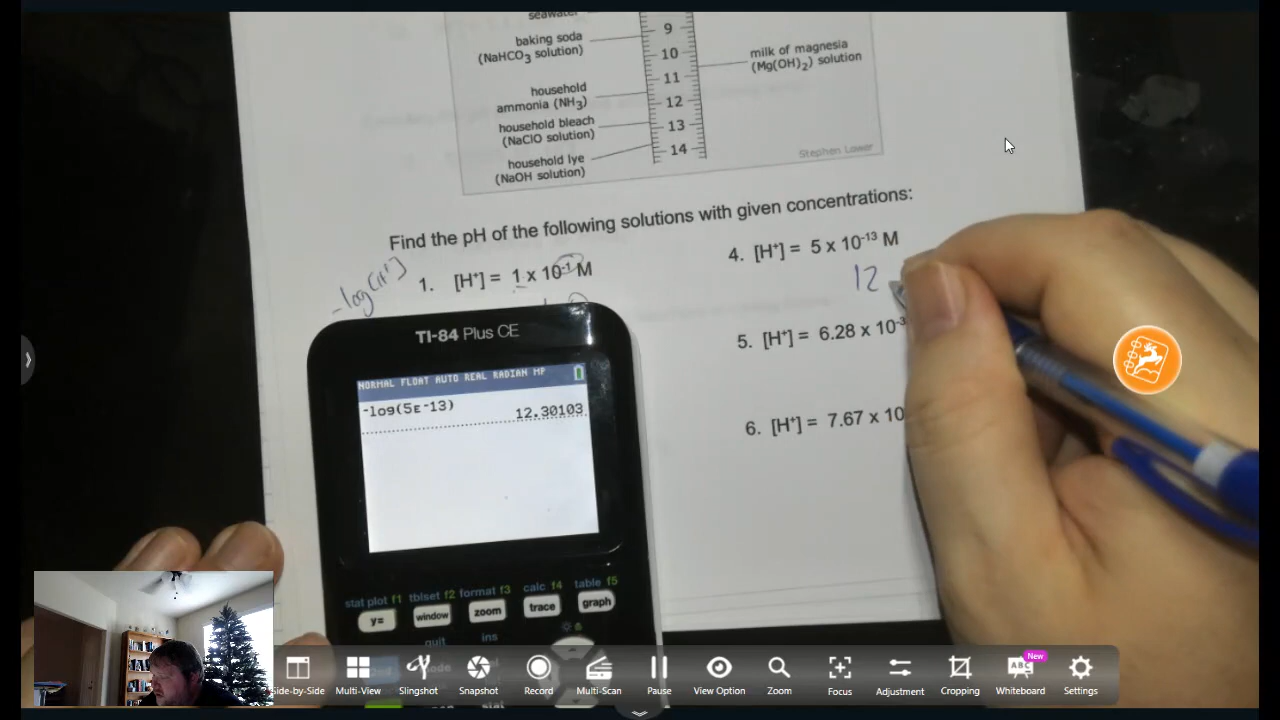 seawater
9
baking soda
(NaHCO3 solution)
10
milk of magnesia
(Mg(OH)2) solution
11
household
ammonia (NH3)
12
household bleach
(NaClO solution)
13
household lye
(NaOH solution)
14
Stephen Lower
Find the pH of the following solutions with given concentrations:
-log[H+]
1. [H+] = 1 x 10-1 M
4. [H+] = 5 x 10-13 M
12
5. [H+] = 6.28 x 10-3
6. [H+] = 7.67 x 10
TI-84 Plus CE
NORMAL FLOAT AUTO REAL RADIAN MP
-log(5E-13)
12.30103
stat plot f1 tblset f2 format f3 calc f4 table f5
y= window zoom trace graph
quit ins
Side-by-Side Multi-View Slingshot Snapshot Record Multi-Scan Pause View Option Zoom Focus Adjustment Cropping Whiteboard Settings
New
ABC